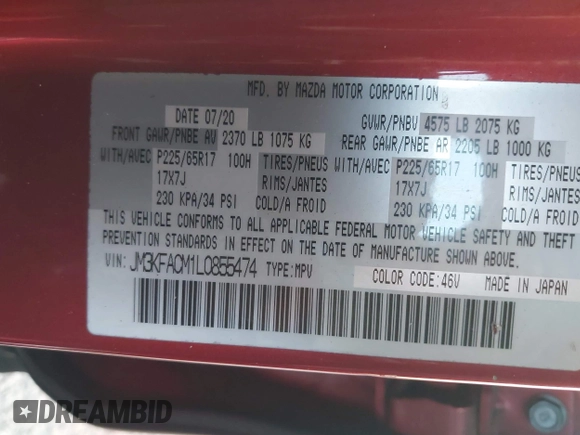 MFD. BY MAZDA MOTOR CORPORATION
DATE 07/20 GVWR/PNBV 4575 LB 2075 KG
FRONT GAWR/PNBE AV 2370 LB 1075 KG REAR GAWR/PNBE AR 2205 LB 1000 KG
WITH/AVEC P225/65R17 100H TIRES/PNEUS WITH/AVEC P225/65R17 100H TIRES/PNEUS
17X7J RIMS/JANTES 17X7J RIMS/JANTES
230 KPA/34 PSI COLD/A FROID 230 KPA/34 PSI COLD/A FROID
THIS VEHICLE CONFORMS TO ALL APPLICABLE FEDERAL MOTOR VEHICLE SAFETY AND THEFT
PREVENTION STANDARDS IN EFFECT ON THE DATE OF MANUFACTURE SHOWN ABOVE.
VIN: JM3KFACM1L0855474 TYPE: MPV
COLOR CODE:46V MADE IN JAPAN
DREAMBID